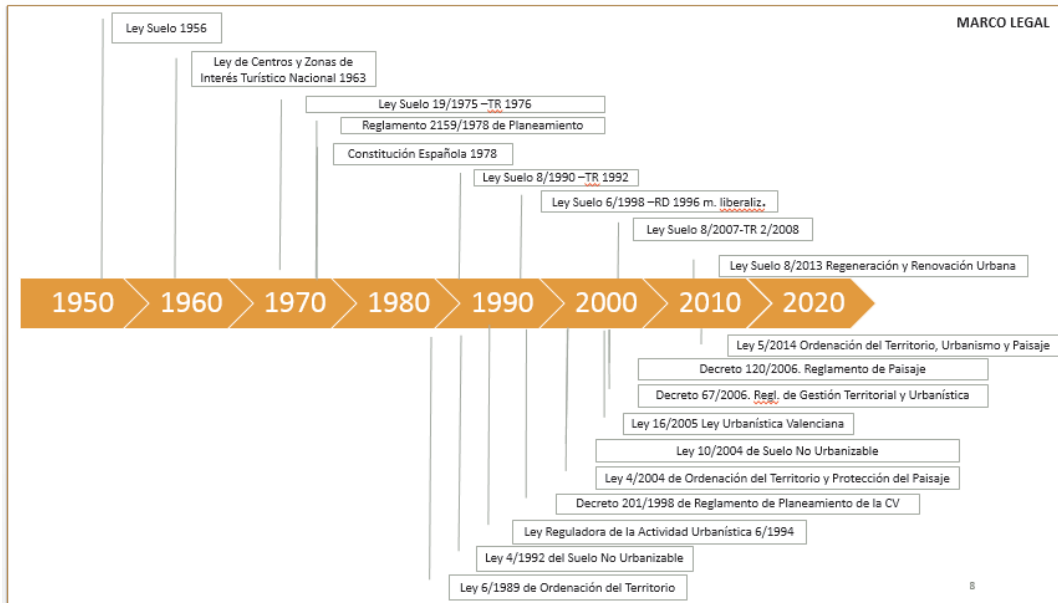 MARCO LEGAL
Ley Suelo 1956
Ley de Centros y Zonas de
Interés Turístico Nacional 1963
Ley Suelo 19/1975 –TR 1976
Reglamento 2159/1978 de Planeamiento
Constitución Española 1978
Ley Suelo 8/1990 –TR 1992
Ley Suelo 6/1998 –RD 1996 m. liberaliz.
Ley Suelo 8/2007-TR 2/2008
Ley Suelo 8/2013 Regeneración y Renovación Urbana
1950 1960 1970 1980 1990 2000 2010 2020
Ley 5/2014 Ordenación del Territorio, Urbanismo y Paisaje
Decreto 120/2006. Reglamento de Paisaje
Decreto 67/2006. Regl. de Gestión Territorial y Urbanística
Ley 16/2005 Ley Urbanística Valenciana
Ley 10/2004 de Suelo No Urbanizable
Ley 4/2004 de Ordenación del Territorio y Protección del Paisaje
Decreto 201/1998 de Reglamento de Planeamiento de la CV
Ley Reguladora de la Actividad Urbanística 6/1994
Ley 4/1992 del Suelo No Urbanizable
Ley 6/1989 de Ordenación del Territorio
8